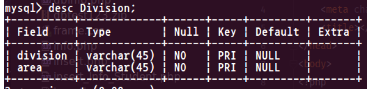 mysql> desc Division;
+----------+-------------+------+-----+---------+-------+
| Field | Type | Null | Key | Default | Extra |
+----------+-------------+------+-----+---------+-------+
| division | varchar(45) | NO | PRI | NULL | |
| area | varchar(45) | NO | PRI | NULL | |
+----------+-------------+------+-----+---------+-------+